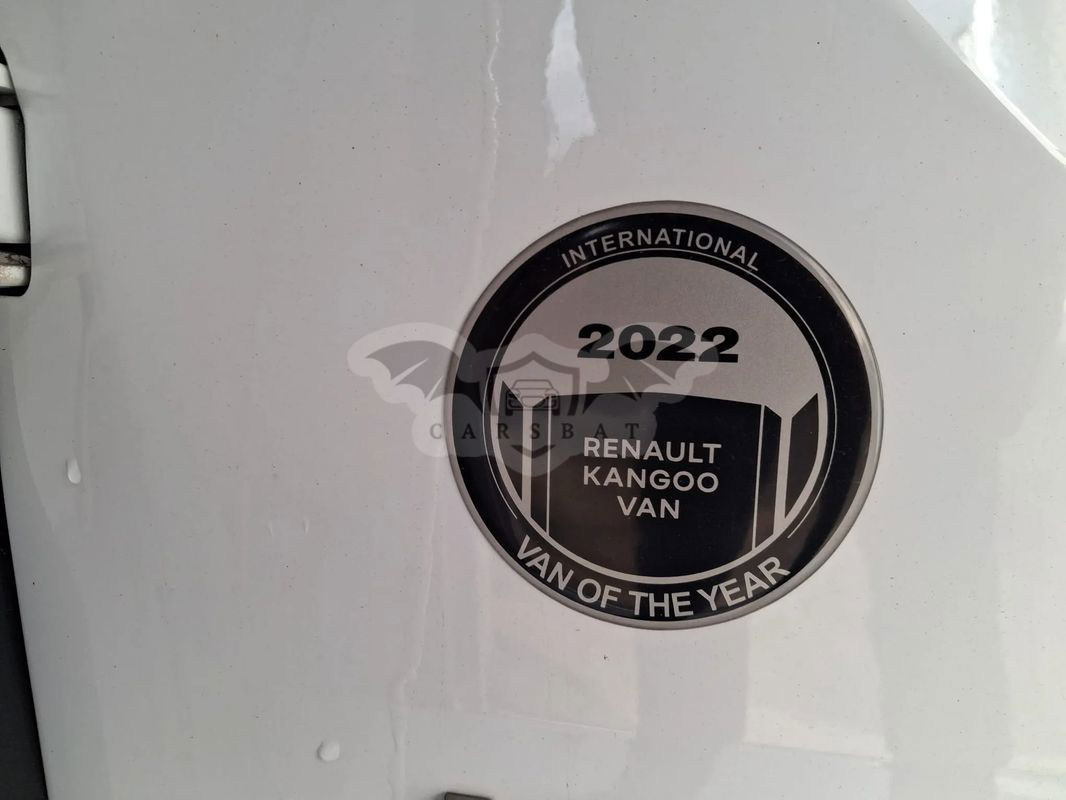 INTERNATIONAL
2022
CARSBAT
RENAULT
KANGOO
VAN
VAN OF THE YEAR